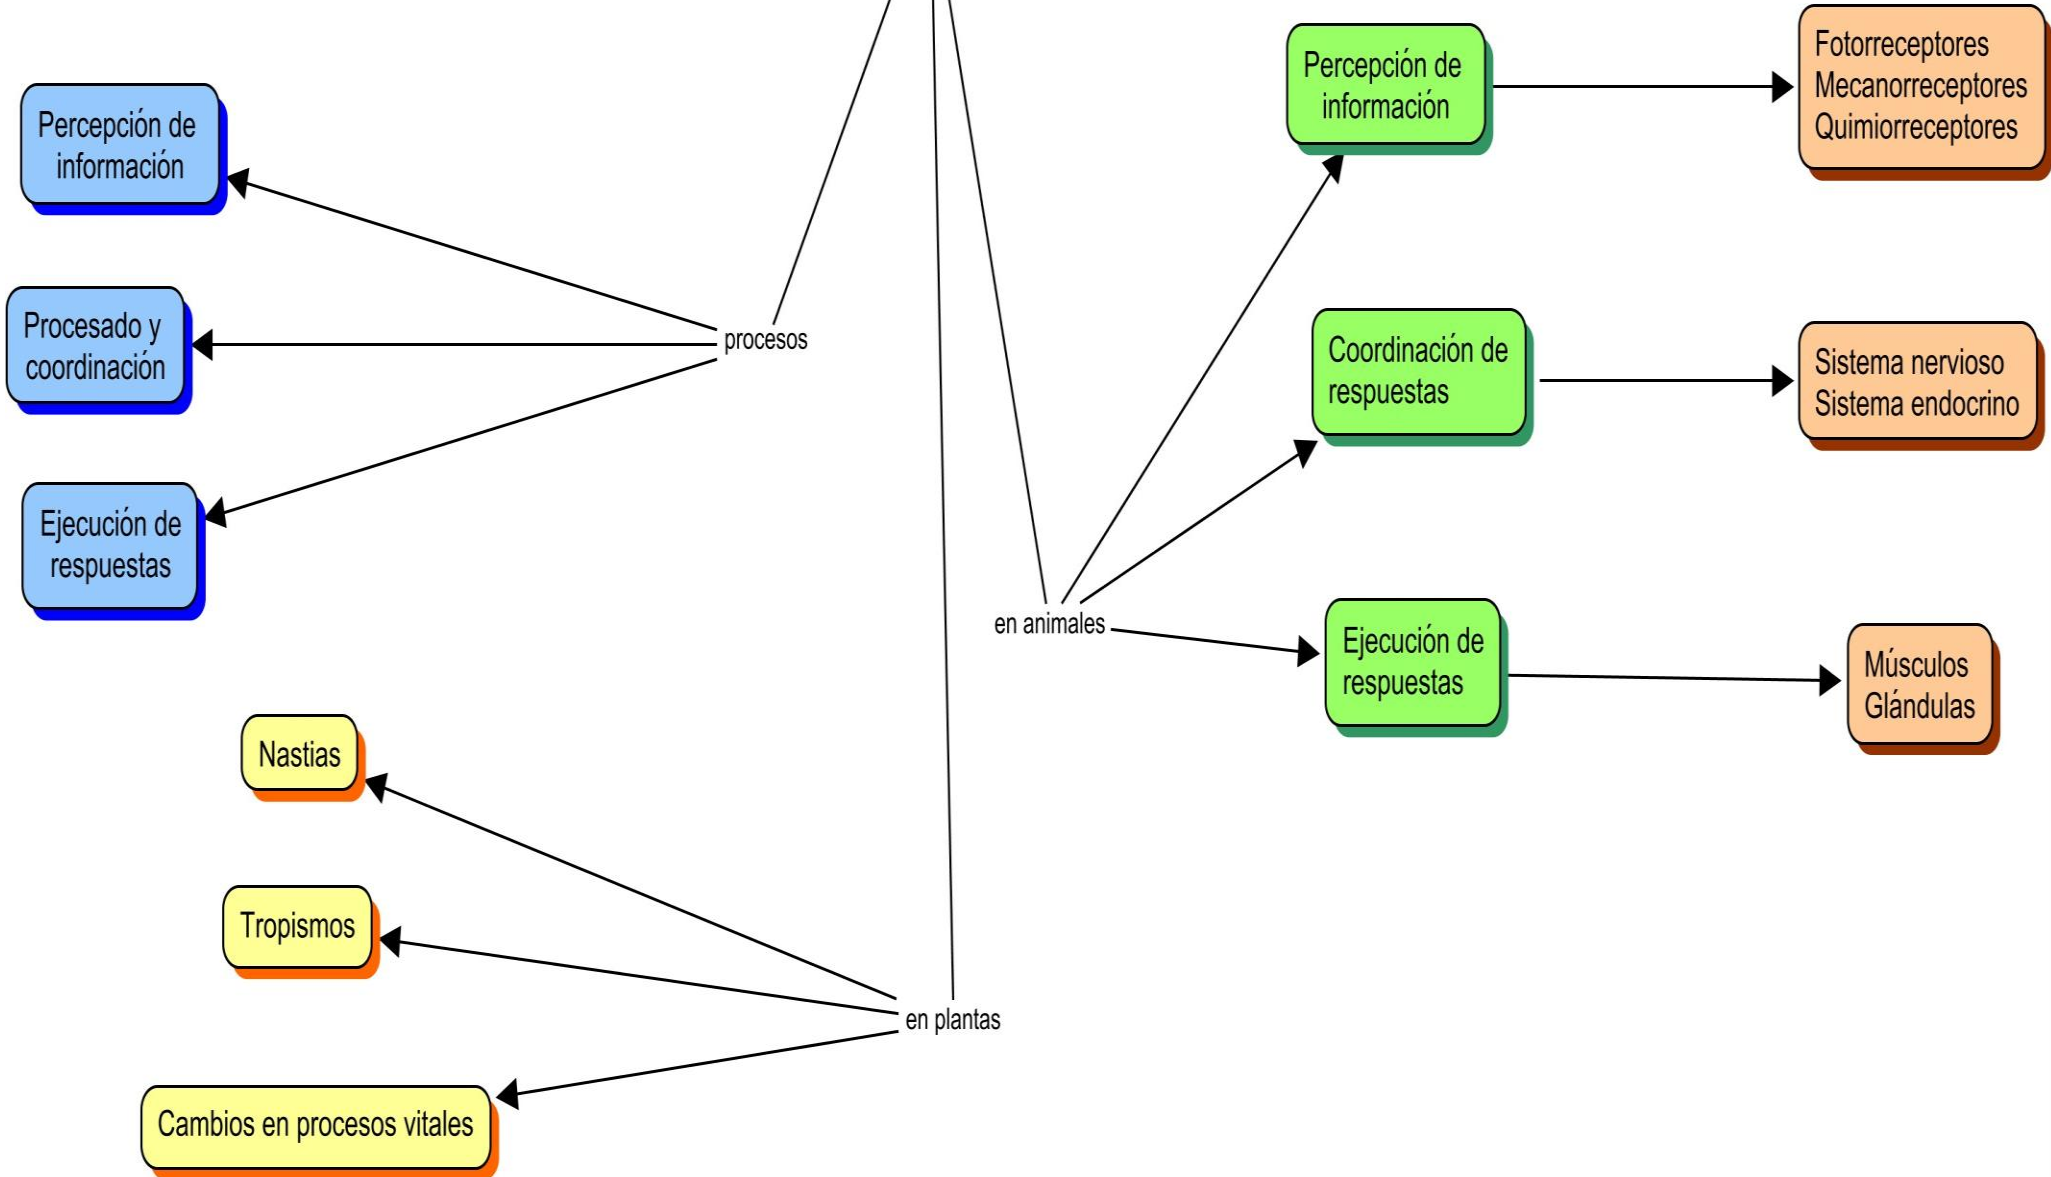 Percepción de
información
Procesado y
coordinación
Ejecución de
respuestas
procesos
Percepción de
información
Fotorreceptores
Mecanorreceptores
Quimiorreceptores
Coordinación de
respuestas
Sistema nervioso
Sistema endocrino
en animales
Ejecución de
respuestas
Músculos
Glándulas
Nastias
Tropismos
en plantas
Cambios en procesos vitales